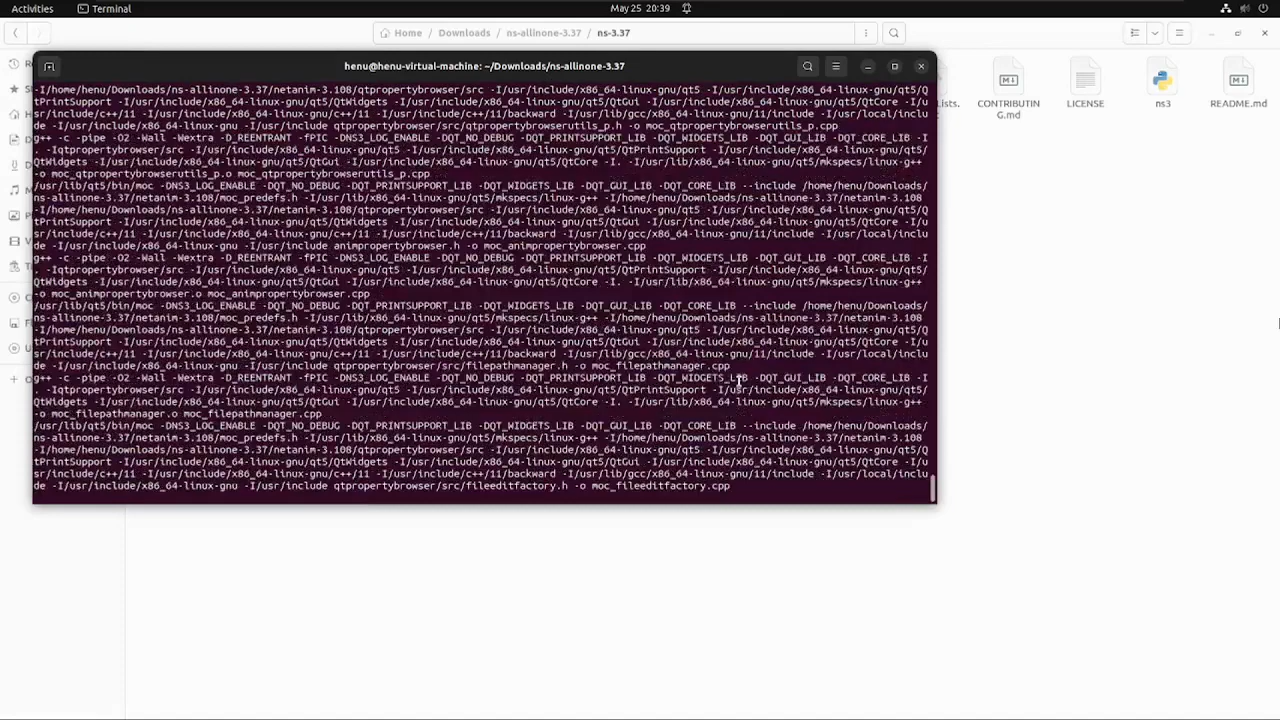 Activities
Terminal
May 25 20:39
Home
Downloads
ns-allinone-3.37
ns-3.37
henu@henu-virtual-machine: ~/Downloads/ns-allinone-3.37
-I/home/henu/Downloads/ns-allinone-3.37/netanim-3.108/qtpropertybrowser/src -I/usr/include/x86_64-linux-gnu/qt5 -I/usr/include/x86_64-linux-gnu/qt5/Q
tPrintSupport -I/usr/include/x86_64-linux-gnu/qt5/QtWidgets -I/usr/include/x86_64-linux-gnu/qt5/QtGui -I/usr/include/x86_64-linux-gnu/qt5/QtCore -I/u
sr/include/c++/11 -I/usr/include/x86_64-linux-gnu/c++/11 -I/usr/include/c++/11/backward -I/usr/lib/gcc/x86_64-linux-gnu/11/include -I/usr/local/inclu
de -I/usr/include/x86_64-linux-gnu -I/usr/include qtpropertybrowser/src/qtpropertybrowserutils_p.h -o moc_qtpropertybrowserutils_p.cpp
g++ -c -pipe -O2 -Wall -Wextra -D_REENTRANT -fPIC -DNS3_LOG_ENABLE -DQT_NO_DEBUG -DQT_PRINTSUPPORT_LIB -DQT_WIDGETS_LIB -DQT_GUI_LIB -DQT_CORE_LIB -I
. -Iqtpropertybrowser/src -I/usr/include/x86_64-linux-gnu/qt5 -I/usr/include/x86_64-linux-gnu/qt5/QtPrintSupport -I/usr/include/x86_64-linux-gnu/qt5/
QtWidgets -I/usr/include/x86_64-linux-gnu/qt5/QtGui -I/usr/include/x86_64-linux-gnu/qt5/QtCore -I. -I/usr/lib/x86_64-linux-gnu/qt5/mkspecs/linux-g++
-o moc_qtpropertybrowserutils_p.o moc_qtpropertybrowserutils_p.cpp
/usr/lib/qt5/bin/moc -DNS3_LOG_ENABLE -DQT_NO_DEBUG -DQT_PRINTSUPPORT_LIB -DQT_WIDGETS_LIB -DQT_GUI_LIB -DQT_CORE_LIB --include /home/henu/Downloads/
ns-allinone-3.37/netanim-3.108/moc_predefs.h -I/usr/lib/x86_64-linux-gnu/qt5/mkspecs/linux-g++ -I/home/henu/Downloads/ns-allinone-3.37/netanim-3.108
-I/home/henu/Downloads/ns-allinone-3.37/netanim-3.108/qtpropertybrowser/src -I/usr/include/x86_64-linux-gnu/qt5 -I/usr/include/x86_64-linux-gnu/qt5/Q
tPrintSupport -I/usr/include/x86_64-linux-gnu/qt5/QtWidgets -I/usr/include/x86_64-linux-gnu/qt5/QtGui -I/usr/include/x86_64-linux-gnu/qt5/QtCore -I/u
sr/include/c++/11 -I/usr/include/x86_64-linux-gnu/c++/11 -I/usr/include/c++/11/backward -I/usr/lib/gcc/x86_64-linux-gnu/11/include -I/usr/local/inclu
de -I/usr/include/x86_64-linux-gnu -I/usr/include animpropertybrowser.h -o moc_animpropertybrowser.cpp
g++ -c -pipe -O2 -Wall -Wextra -D_REENTRANT -fPIC -DNS3_LOG_ENABLE -DQT_NO_DEBUG -DQT_PRINTSUPPORT_LIB -DQT_WIDGETS_LIB -DQT_GUI_LIB -DQT_CORE_LIB -I
. -Iqtpropertybrowser/src -I/usr/include/x86_64-linux-gnu/qt5 -I/usr/include/x86_64-linux-gnu/qt5/QtPrintSupport -I/usr/include/x86_64-linux-gnu/qt5/
QtWidgets -I/usr/include/x86_64-linux-gnu/qt5/QtGui -I/usr/include/x86_64-linux-gnu/qt5/QtCore -I. -I/usr/lib/x86_64-linux-gnu/qt5/mkspecs/linux-g++
-o moc_animpropertybrowser.o moc_animpropertybrowser.cpp
/usr/lib/qt5/bin/moc -DNS3_LOG_ENABLE -DQT_NO_DEBUG -DQT_PRINTSUPPORT_LIB -DQT_WIDGETS_LIB -DQT_GUI_LIB -DQT_CORE_LIB --include /home/henu/Downloads/
ns-allinone-3.37/netanim-3.108/moc_predefs.h -I/usr/lib/x86_64-linux-gnu/qt5/mkspecs/linux-g++ -I/home/henu/Downloads/ns-allinone-3.37/netanim-3.108
-I/home/henu/Downloads/ns-allinone-3.37/netanim-3.108/qtpropertybrowser/src -I/usr/include/x86_64-linux-gnu/qt5 -I/usr/include/x86_64-linux-gnu/qt5/Q
tPrintSupport -I/usr/include/x86_64-linux-gnu/qt5/QtWidgets -I/usr/include/x86_64-linux-gnu/qt5/QtGui -I/usr/include/x86_64-linux-gnu/qt5/QtCore -I/u
sr/include/c++/11 -I/usr/include/x86_64-linux-gnu/c++/11 -I/usr/include/c++/11/backward -I/usr/lib/gcc/x86_64-linux-gnu/11/include -I/usr/local/inclu
de -I/usr/include/x86_64-linux-gnu -I/usr/include qtpropertybrowser/src/filepathmanager.h -o moc_filepathmanager.cpp
g++ -c -pipe -O2 -Wall -Wextra -D_REENTRANT -fPIC -DNS3_LOG_ENABLE -DQT_NO_DEBUG -DQT_PRINTSUPPORT_LIB -DQT_WIDGETS_LIB -DQT_GUI_LIB -DQT_CORE_LIB -I
. -Iqtpropertybrowser/src -I/usr/include/x86_64-linux-gnu/qt5 -I/usr/include/x86_64-linux-gnu/qt5/QtPrintSupport -I/usr/include/x86_64-linux-gnu/qt5/
QtWidgets -I/usr/include/x86_64-linux-gnu/qt5/QtGui -I/usr/include/x86_64-linux-gnu/qt5/QtCore -I. -I/usr/lib/x86_64-linux-gnu/qt5/mkspecs/linux-g++
-o moc_filepathmanager.o moc_filepathmanager.cpp
/usr/lib/qt5/bin/moc -DNS3_LOG_ENABLE -DQT_NO_DEBUG -DQT_PRINTSUPPORT_LIB -DQT_WIDGETS_LIB -DQT_GUI_LIB -DQT_CORE_LIB --include /home/henu/Downloads/
ns-allinone-3.37/netanim-3.108/moc_predefs.h -I/usr/lib/x86_64-linux-gnu/qt5/mkspecs/linux-g++ -I/home/henu/Downloads/ns-allinone-3.37/netanim-3.108
-I/home/henu/Downloads/ns-allinone-3.37/netanim-3.108/qtpropertybrowser/src -I/usr/include/x86_64-linux-gnu/qt5 -I/usr/include/x86_64-linux-gnu/qt5/Q
tPrintSupport -I/usr/include/x86_64-linux-gnu/qt5/QtWidgets -I/usr/include/x86_64-linux-gnu/qt5/QtGui -I/usr/include/x86_64-linux-gnu/qt5/QtCore -I/u
sr/include/c++/11 -I/usr/include/x86_64-linux-gnu/c++/11 -I/usr/include/c++/11/backward -I/usr/lib/gcc/x86_64-linux-gnu/11/include -I/usr/local/inclu
de -I/usr/include/x86_64-linux-gnu -I/usr/include qtpropertybrowser/src/fileeditfactory.h -o moc_fileeditfactory.cpp
Lists.
CONTRIBUTIN
G.md
LICENSE
ns3
README.md